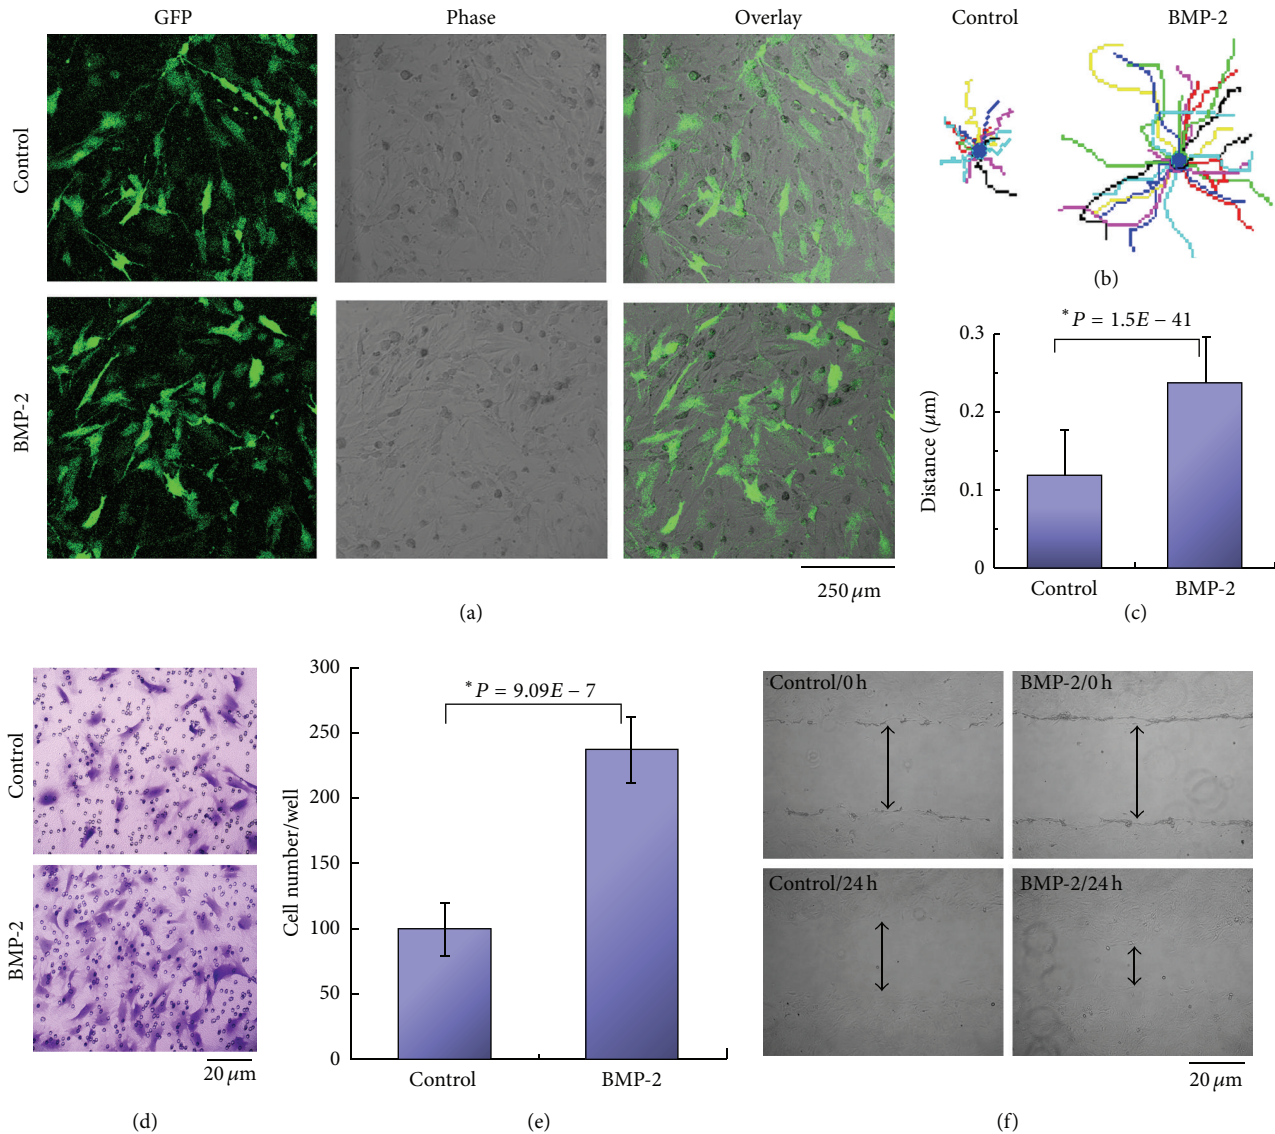 GFP
Phase
Overlay
Control
BMP-2
250 µm
(a)
Control
BMP-2
(b)
*P = 1.5E − 41
0.3
0.2
0.1
0
Distance (µm)
Control
BMP-2
(c)
Control
BMP-2
20 µm
(d)
300
250
200
150
100
50
0
Cell number/well
*P = 9.09E − 7
Control
BMP-2
(e)
Control/0 h
BMP-2/0 h
Control/24 h
BMP-2/24 h
20 µm
(f)